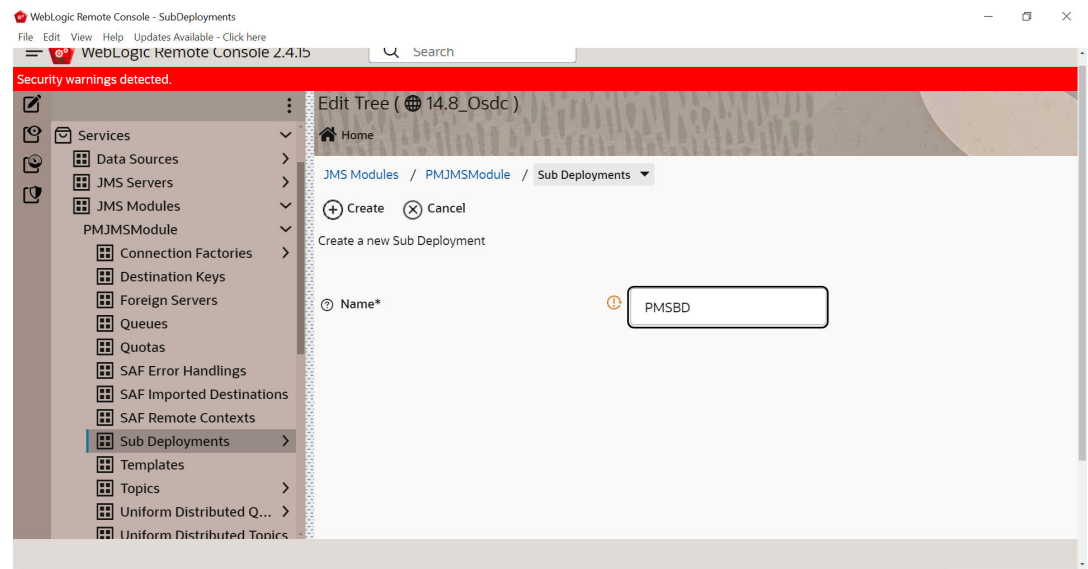 WebLogic Remote Console - SubDeployments
File Edit View Help Updates Available - Click here
WebLogic Remote Console 2.4.15
Search
Security warnings detected.
Edit Tree ( 14.8_Osdc )
Home
Services
Data Sources
JMS Servers
JMS Modules
PMJMSModule
Connection Factories
Destination Keys
Foreign Servers
Queues
Quotas
SAF Error Handlings
SAF Imported Destinations
SAF Remote Contexts
Sub Deployments
Templates
Topics
Uniform Distributed Q...
Uniform Distributed Topics
JMS Modules / PMJMSModule / Sub Deployments
Create Cancel
Create a new Sub Deployment
Name* PMSBD